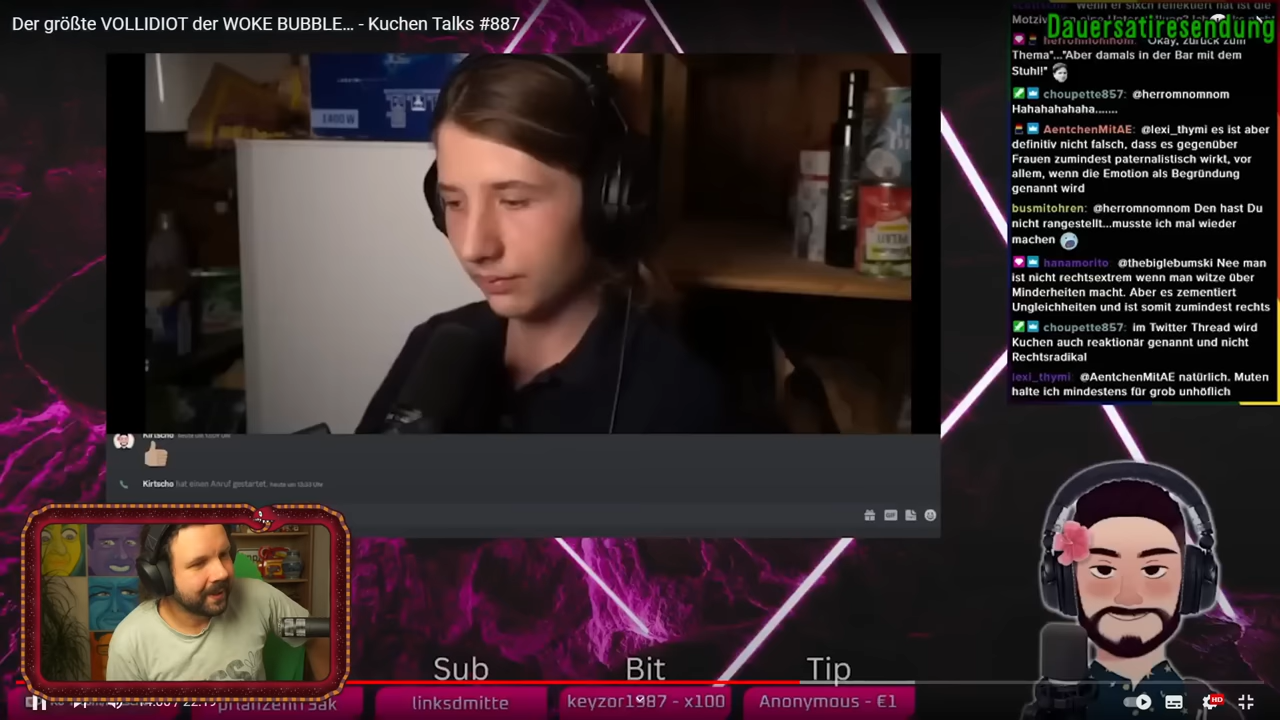 Der größte VOLLIDIOT der WOKE BUBBLE... - Kuchen Talks #887
Dauersatiresendung
Thema"..."Aber damals in der Bar mit dem
Stuhl!"
choupette857: @herromnomnom
Hahahahahaha.......
AentchenMitAE: @lexi_thymi es ist aber
definitiv nicht falsch, dass es gegenüber
Frauen zumindest paternalistisch wirkt, vor
allem, wenn die Emotion als Begründung
genannt wird
busmitohren: @herromnomnom Den hast Du
nicht rangestellt...musste ich mal wieder
machen
hanamorito: @thebiglebumski Nee man
ist nicht rechtsextrem wenn man witze über
Minderheiten macht. Aber es zementiert
Ungleichheiten und ist somit zumindest rechts
choupette857: im Twitter Thread wird
Kuchen auch reaktionär genannt und nicht
Rechtsradikal
lexi_thymi: @AentchenMitAE natürlich. Muten
halte ich mindestens für grob unhöflich
1400 W
Kirtscho
Kirtscho hat einen Anruf gestartet.
GIF
Sub
Bit
Tip
linksdmitte
keyzor1987 - x100
Anonymous - €1
HD